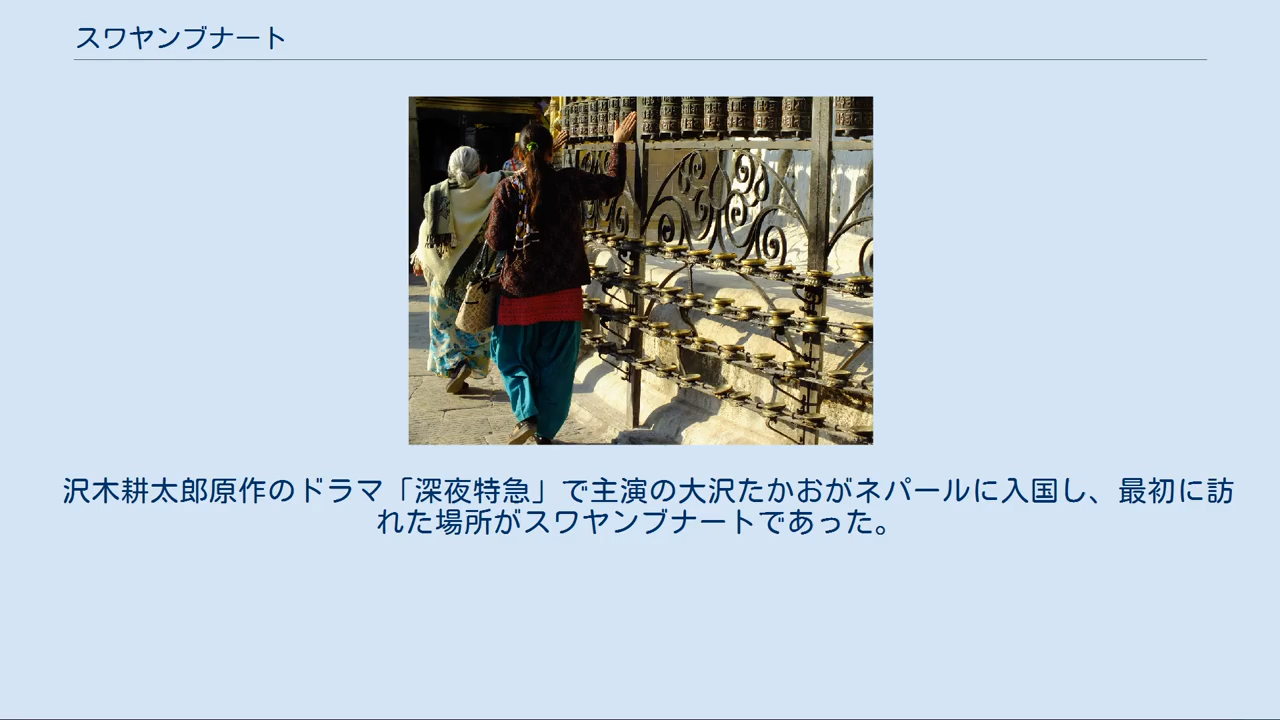 スワヤンブナート
沢木耕太郎原作のドラマ「深夜特急」で主演の大沢たかおがネパールに入国し、最初に訪
れた場所がスワヤンブナートであった。